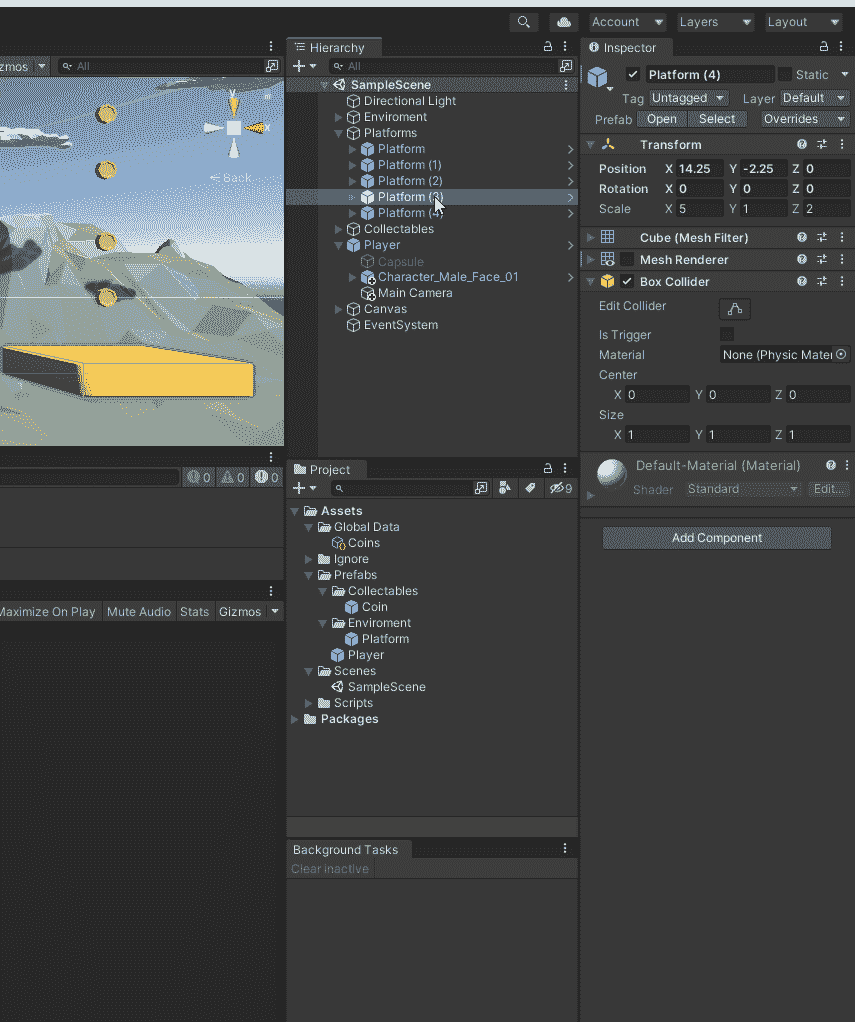 Account Layers Layout
Hierarchy
Inspector
zmos All
All
SampleScene
Directional Light
Enviroment
Platforms
Platform
Platform (1)
Platform (2)
Platform (3)
Platform (4)
Collectables
Player
Capsule
Character_Male_Face_01
Main Camera
Canvas
EventSystem
y
x
Back
Platform (4) Static
Tag Untagged Layer Default
Prefab Open Select Overrides
Transform
Position X 14.25 Y -2.25 Z 0
Rotation X 0 Y 0 Z 0
Scale X 5 Y 1 Z 2
Cube (Mesh Filter)
Mesh Renderer
Box Collider
Edit Collider
Is Trigger
Material None (Physic Mater
Center
X 0 Y 0 Z 0
Size
X 1 Y 1 Z 1
Default-Material (Material)
Shader Standard Edit...
Add Component
0 0 0
Maximize On Play Mute Audio Stats Gizmos
Project
9
Assets
Global Data
Coins
Ignore
Prefabs
Collectables
Coin
Enviroment
Platform
Player
Scenes
SampleScene
Scripts
Packages
Background Tasks
Clear inactive